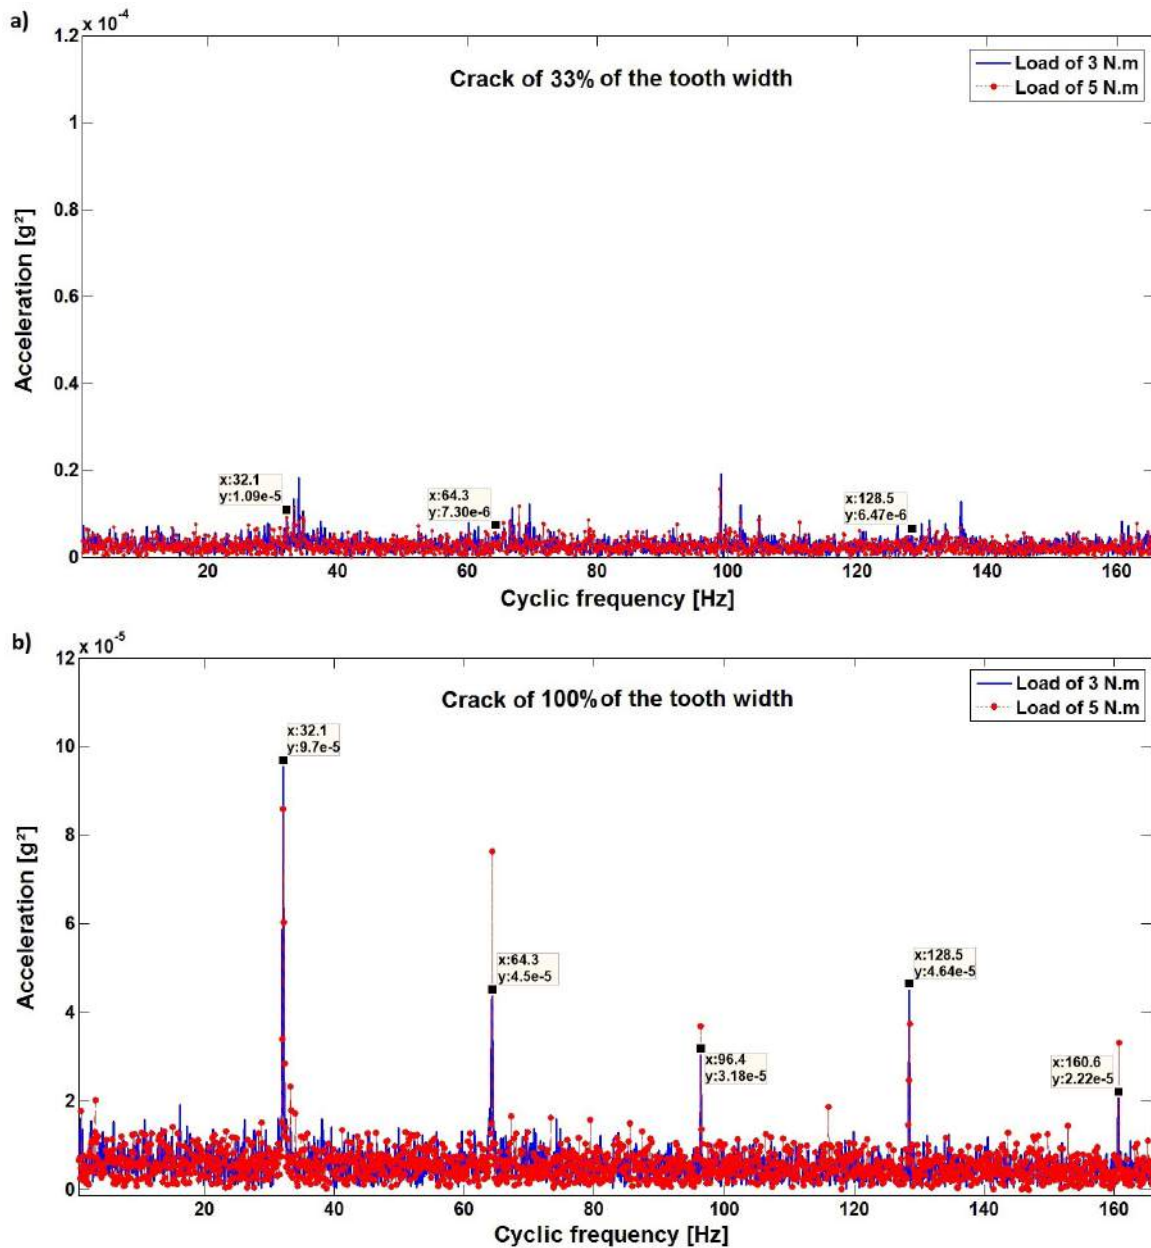 a)
x 10⁻⁴
1.2
1
0.8
0.6
0.4
0.2
0
Acceleration [g²]
Crack of 33% of the tooth width
Load of 3 N.m
Load of 5 N.m
x:32.1
y:1.09e-5
x:64.3
y:7.30e-6
x:128.5
y:6.47e-6
20 40 60 80 100 120 140 160
Cyclic frequency [Hz]
b)
x 10⁻⁵
12
10
8
6
4
2
0
Acceleration [g²]
Crack of 100% of the tooth width
Load of 3 N.m
Load of 5 N.m
x:32.1
y:9.7e-5
x:64.3
y:4.5e-5
x:96.4
y:3.18e-5
x:128.5
y:4.64e-5
x:160.6
y:2.22e-5
20 40 60 80 100 120 140 160
Cyclic frequency [Hz]